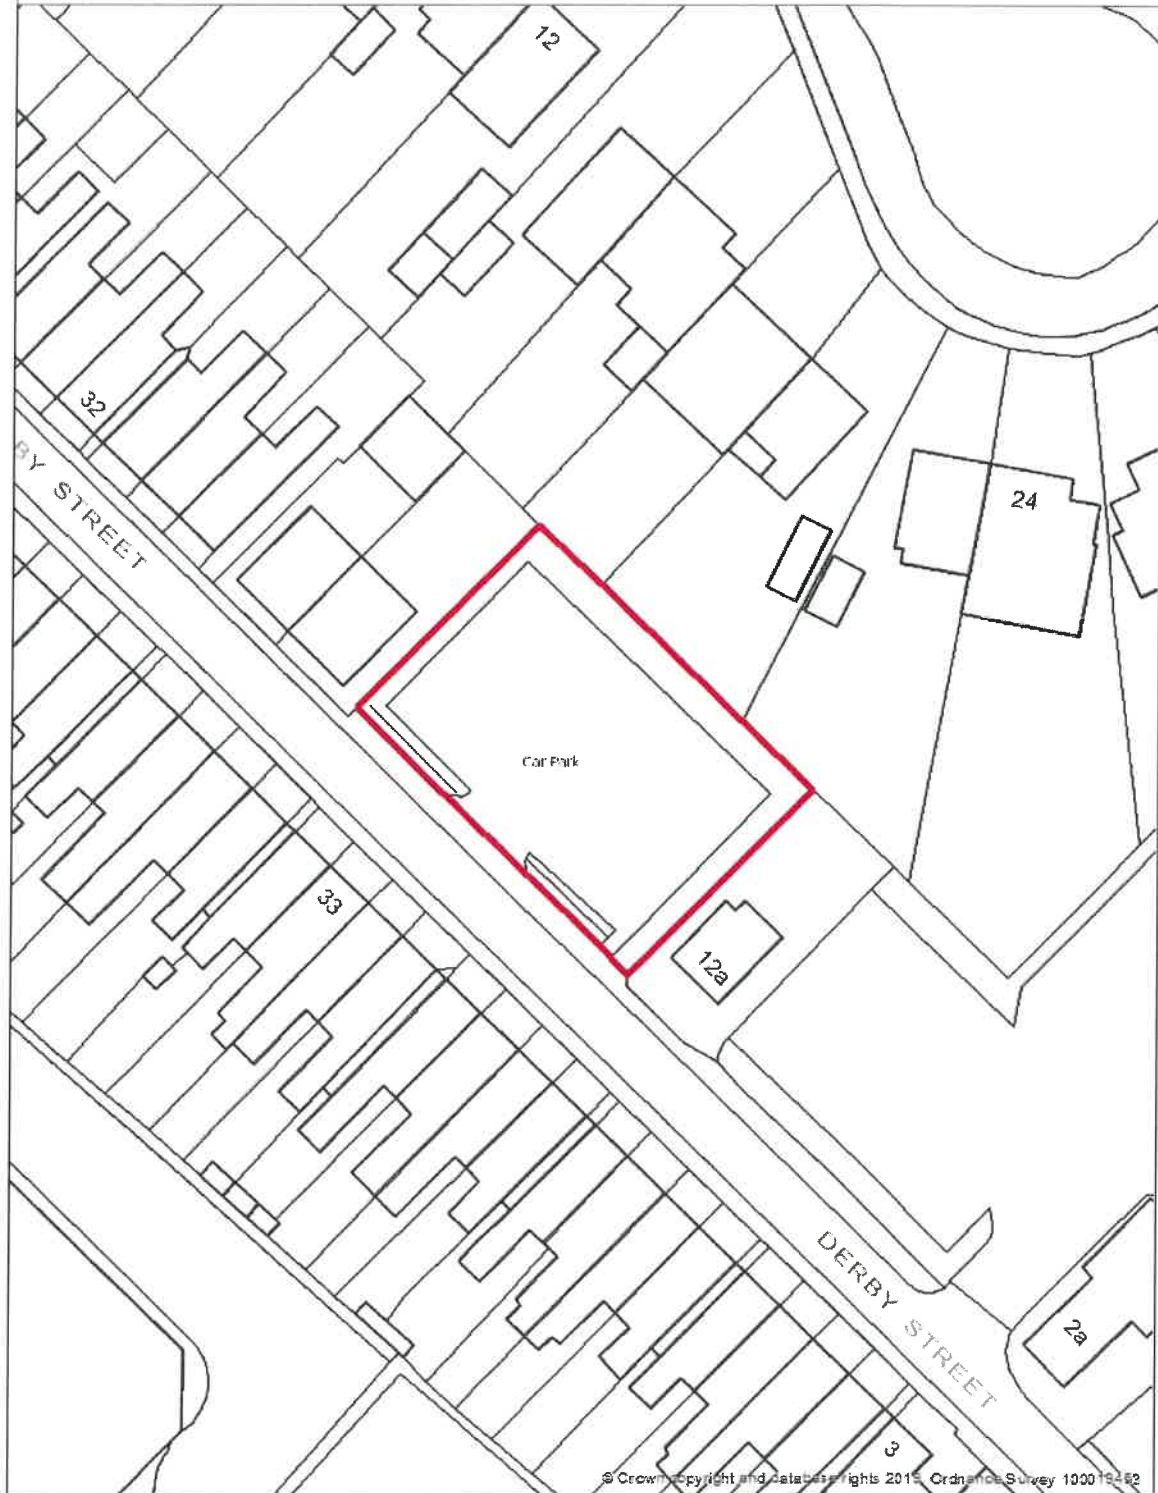 12
32
BY STREET
24
Car Park
33
12a
DERBY STREET
2a
3
© Crown copyright and database rights 2019 Ordnance Survey